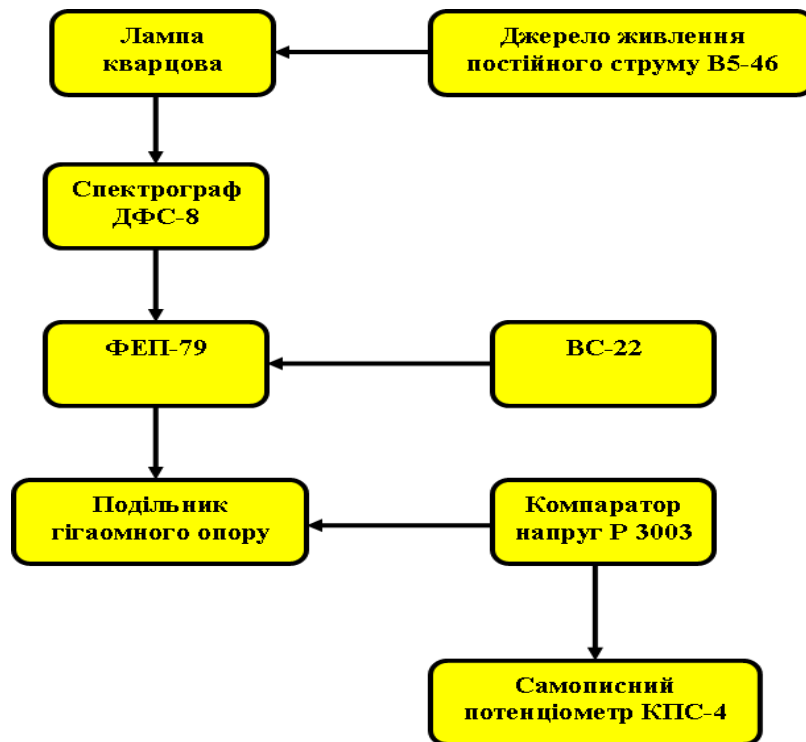 Лампа
кварцова
Джерело живлення
постійного струму В5-46
Спектрограф
ДФС-8
ФЕП-79
ВС-22
Подільник
гігаомного опору
Компаратор
напруг Р 3003
Самописний
потенціометр КПС-4